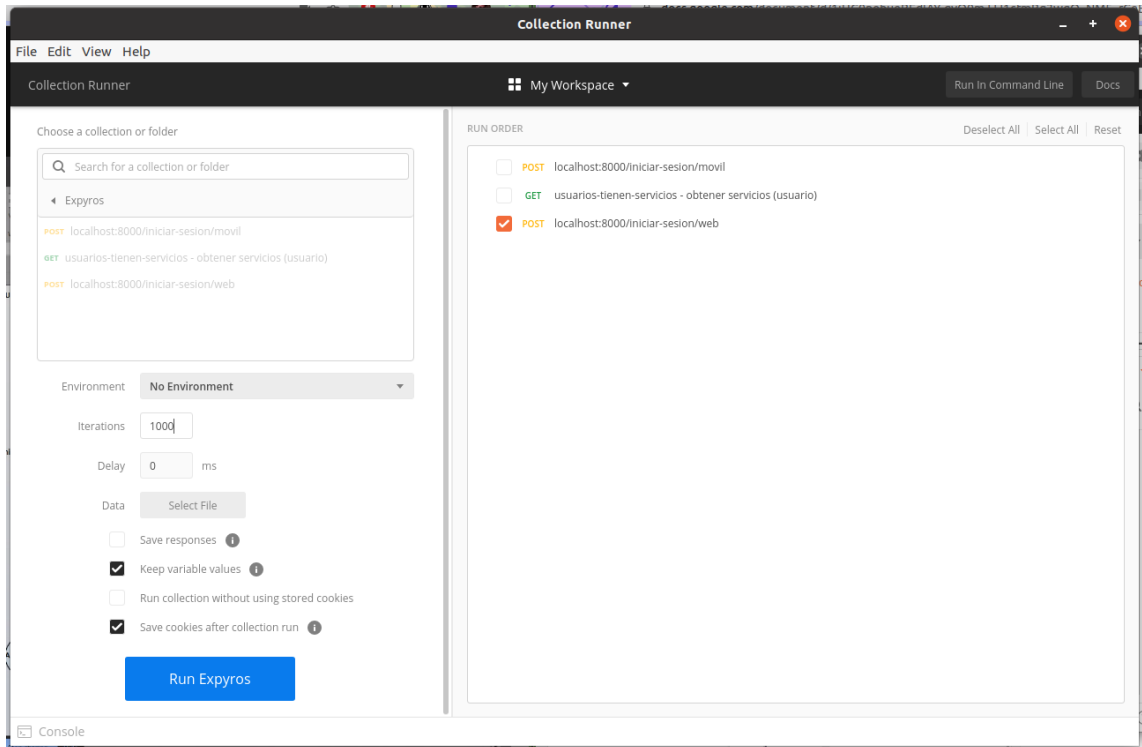 Collection Runner
File Edit View Help
Collection Runner
My Workspace
Run In Command Line
Docs
Choose a collection or folder
Search for a collection or folder
Expyros
POST localhost:8000/iniciar-sesion/movil
GET usuarios-tienen-servicios - obtener servicios (usuario)
POST localhost:8000/iniciar-sesion/web
Environment No Environment
Iterations 1000
Delay 0 ms
Data Select File
Save responses
Keep variable values
Run collection without using stored cookies
Save cookies after collection run
Run Expyros
RUN ORDER
Deselect All Select All Reset
POST localhost:8000/iniciar-sesion/movil
GET usuarios-tienen-servicios - obtener servicios (usuario)
POST localhost:8000/iniciar-sesion/web
Console